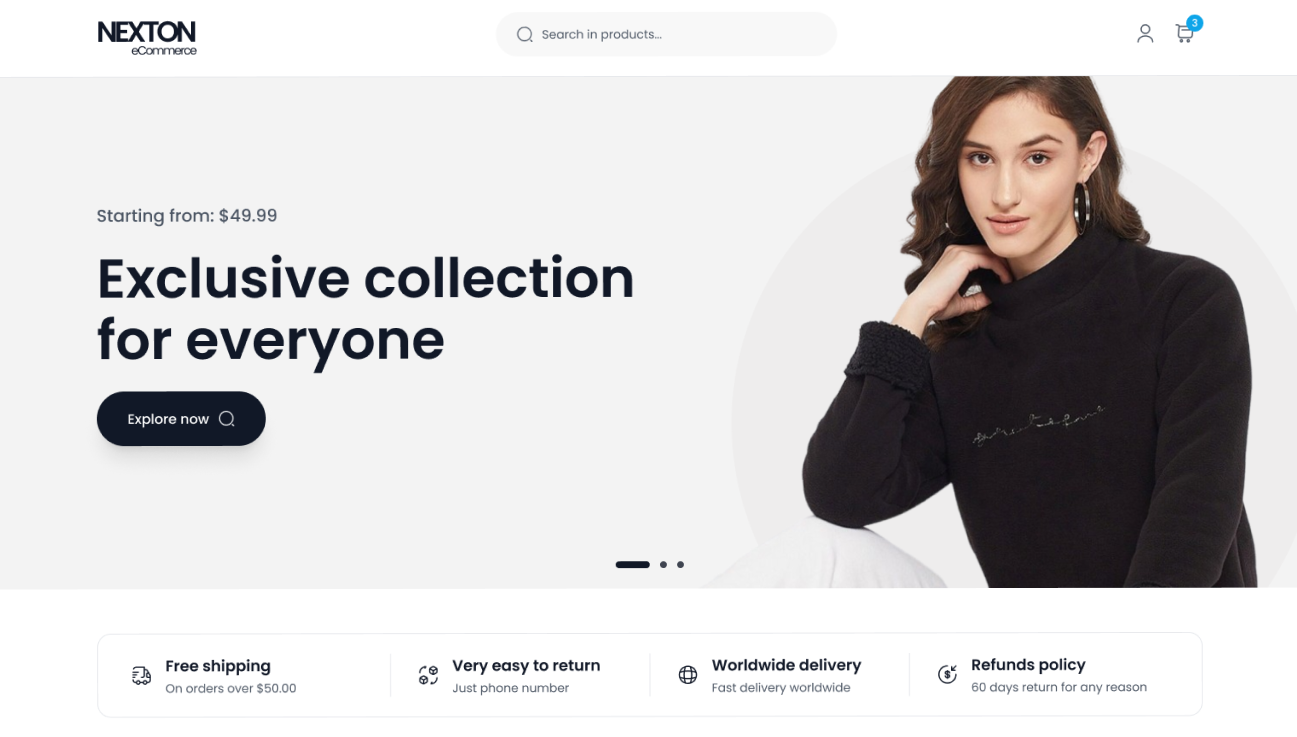 NEXTON
eCommerce
Search in products...
3
Starting from: $49.99
Exclusive collection
for everyone
Explore now
Free shipping
On orders over $50.00
Very easy to return
Just phone number
Worldwide delivery
Fast delivery worldwide
Refunds policy
60 days return for any reason